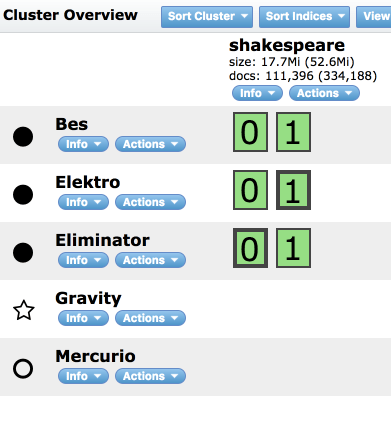 Cluster Overview Sort Cluster Sort Indices View
shakespeare
size: 17.7Mi (52.6Mi)
docs: 111,396 (334,188)
Info Actions
Bes
Info Actions
0 1
Elektro
Info Actions
0 1
Eliminator
Info Actions
0 1
Gravity
Info Actions
Mercurio
Info Actions